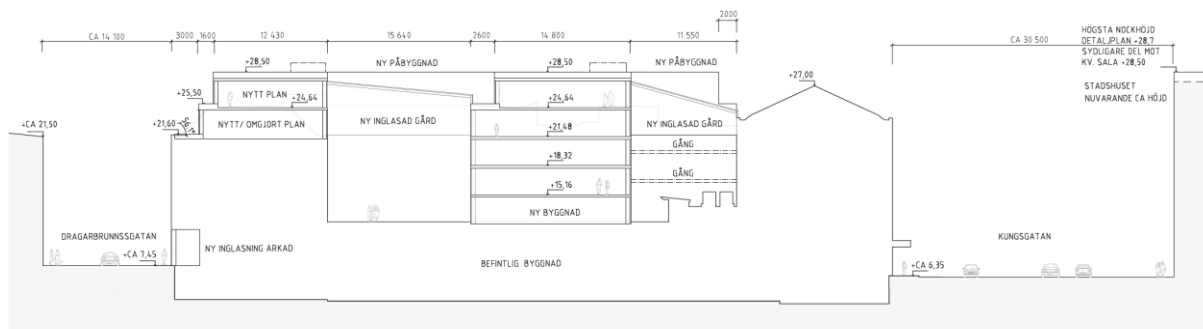 2000
CA 14 100
3000
1600
12 430
15 640
2600
14 800
11 550
CA 30 500
HÖGSTA NOCKHÖJD
DETALJPLAN +28,7
SYDLIGARE DEL MOT
KV. SALA +28,50
STADSHUSET
NUVARANDE CA HÖJD
+28,50
NY PÅBYGGNAD
+28,50
NY PÅBYGGNAD
+27,00
+25,50
NYTT PLAN
+24,64
+24,64
+CA 21,50
+21,60
56,1°
NYTT/ OMGJORT PLAN
NY INGLASAD GÅRD
+21,48
NY INGLASAD GÅRD
GÅNG
+18,32
GÅNG
+15,16
NY BYGGNAD
DRAGARBRUNNSGATAN
+CA 7,45
NY INGLASNING ARKAD
BEFINTLIG BYGGNAD
KUNGSGATAN
+CA 6,35